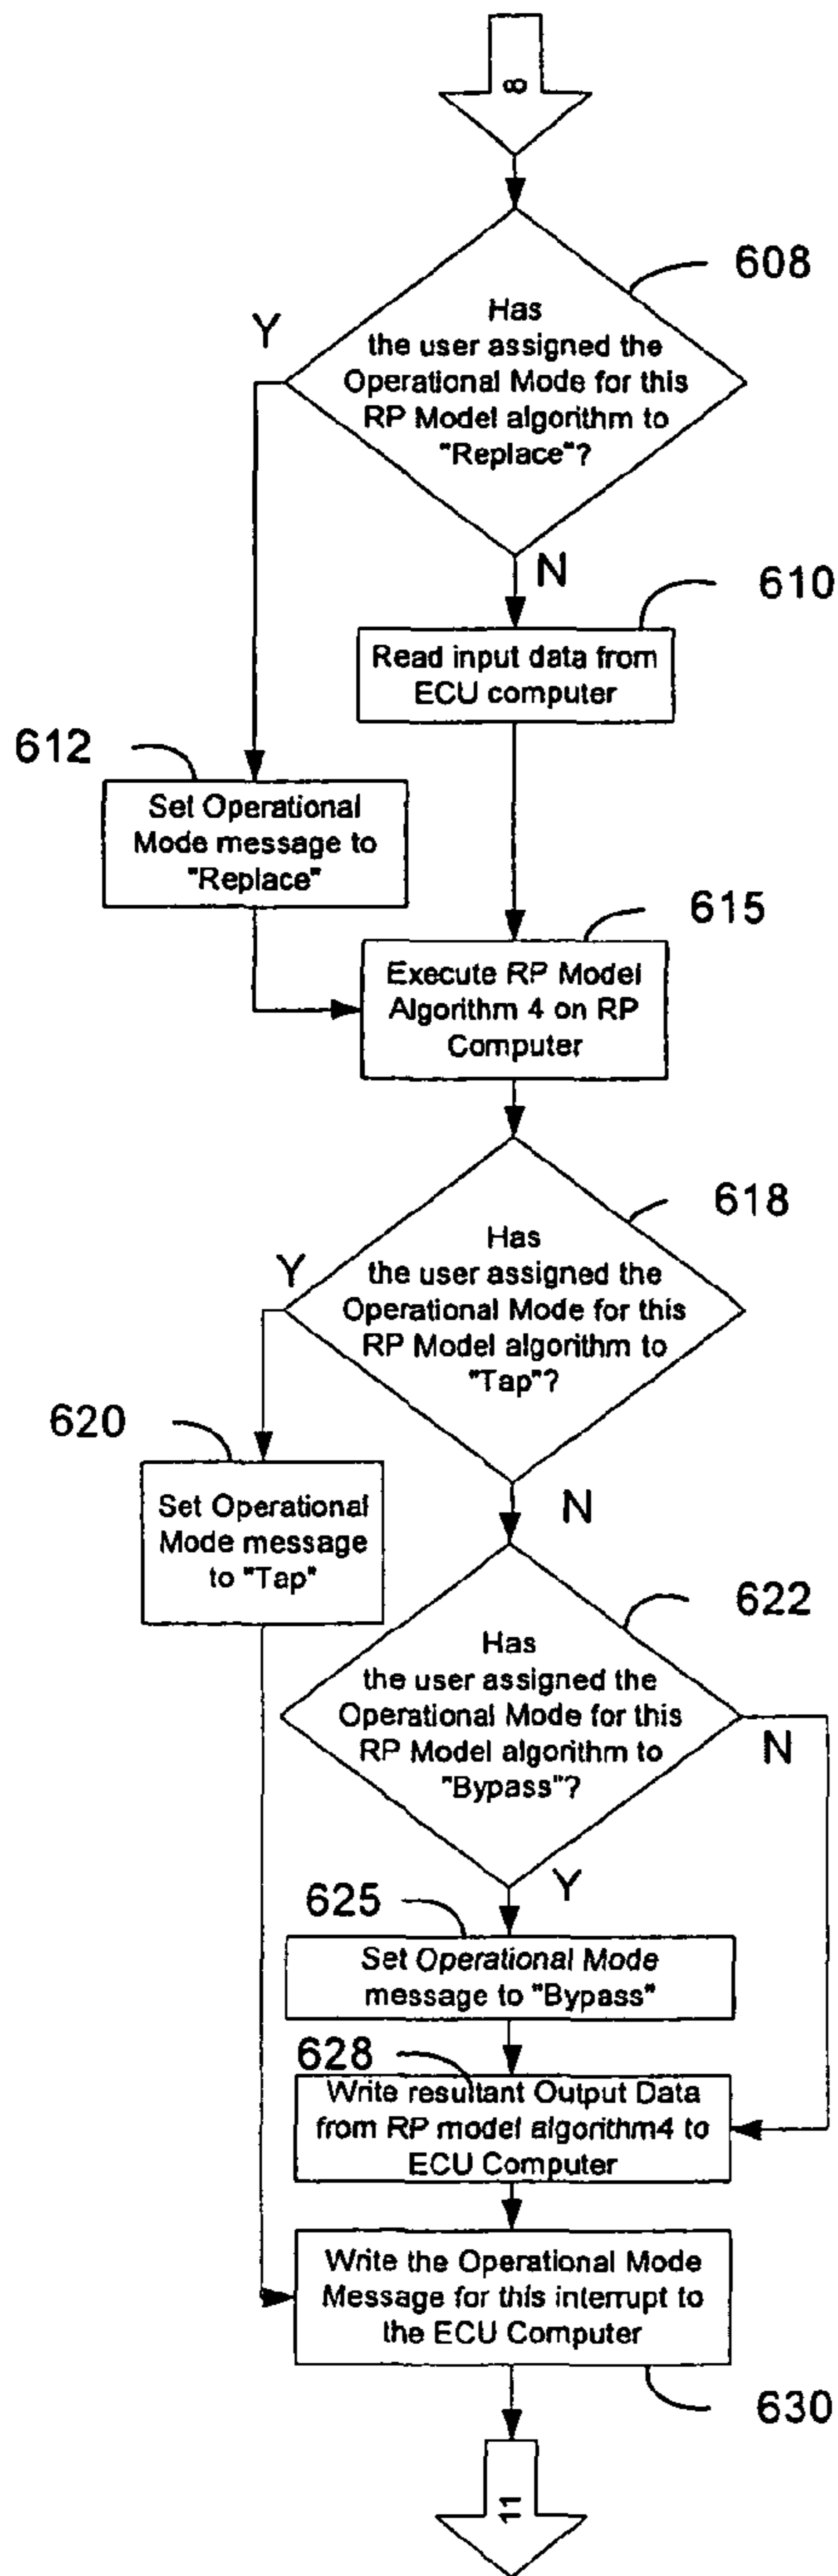 8
608
Has
the user assigned the
Operational Mode for this
RP Model algorithm to
"Replace"?
Y
N
610
Read input data from
ECU computer
612
Set Operational
Mode message to
"Replace"
615
Execute RP Model
Algorithm 4 on RP
Computer
618
Has
the user assigned the
Operational Mode for this
RP Model algorithm to
"Tap"?
Y
620
Set Operational
Mode message
to "Tap"
N
622
Has
the user assigned the
Operational Mode for this
RP Model algorithm to
"Bypass"?
N
Y
625
Set Operational Mode
message to "Bypass"
628
Write resultant Output Data
from RP model algorithm4 to
ECU Computer
Write the Operational Mode
Message for this interrupt to
the ECU Computer
630
11